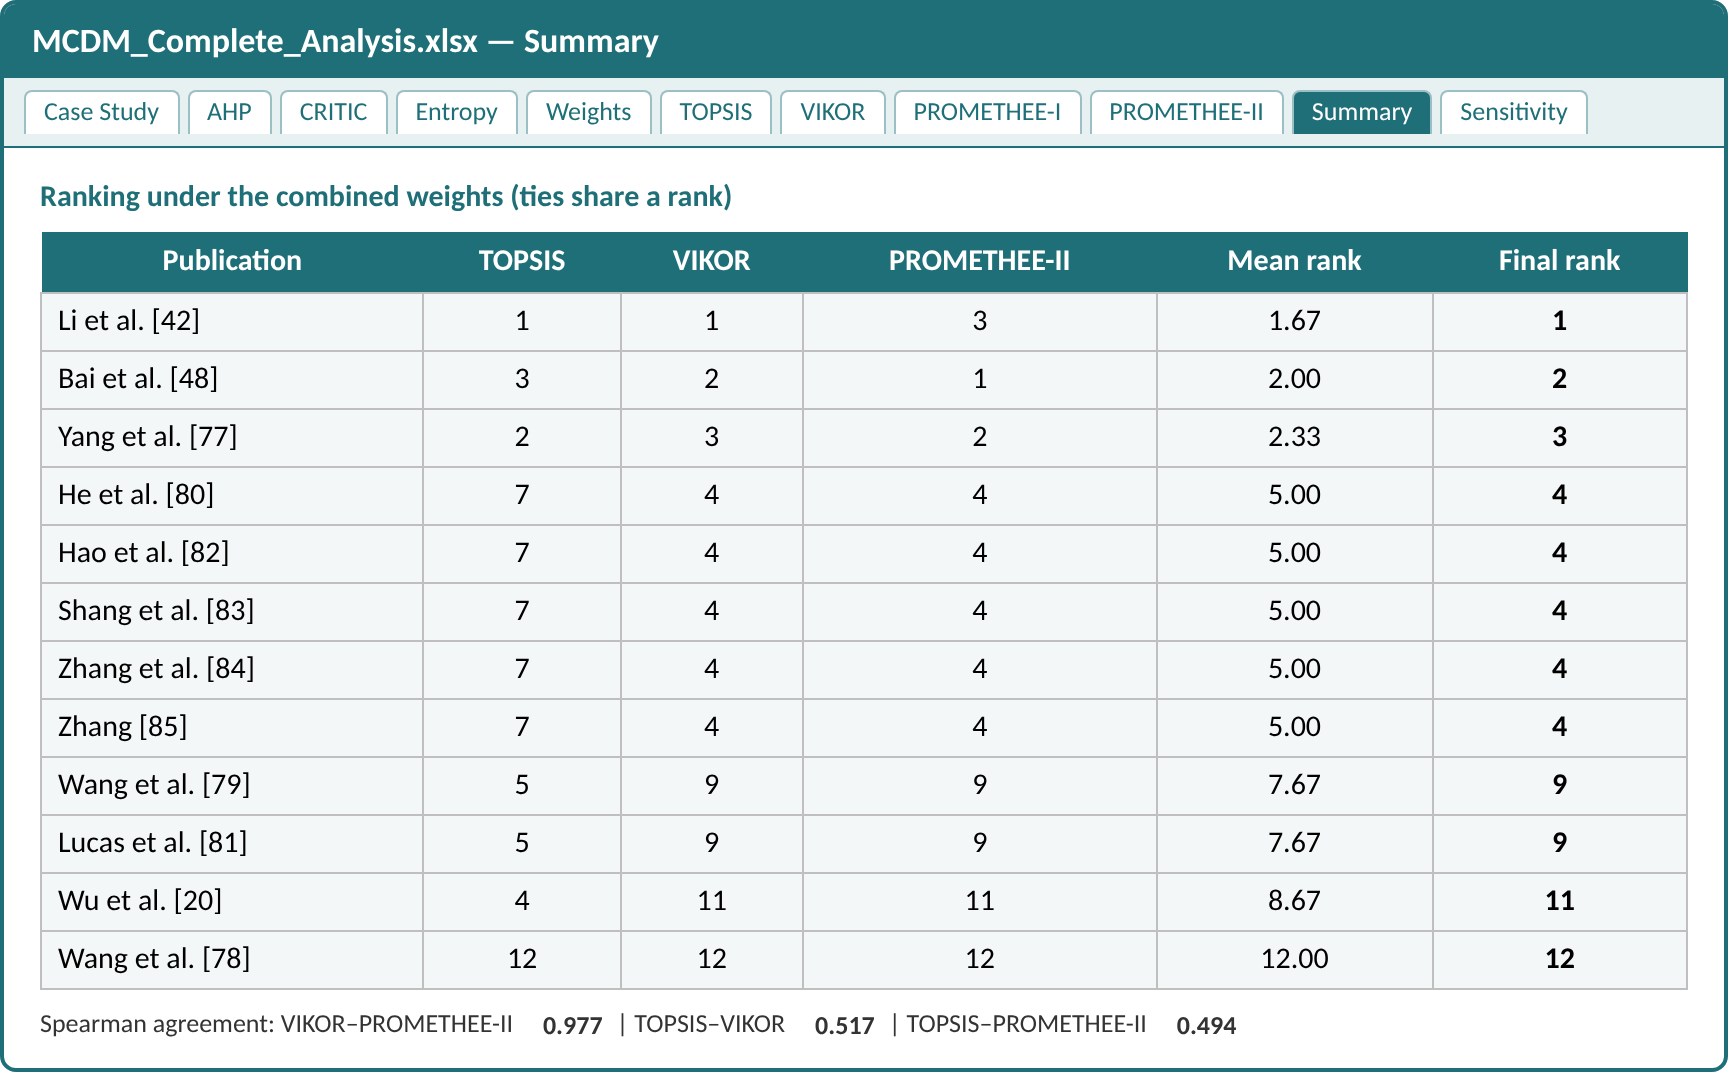 MCDM_Complete_Analysis.xlsx — Summary
Case Study AHP CRITIC Entropy Weights TOPSIS VIKOR PROMETHEE-I PROMETHEE-II Summary Sensitivity
Ranking under the combined weights (ties share a rank)
Publication TOPSIS VIKOR PROMETHEE-II Mean rank Final rank
Li et al. [42] 1 1 3 1.67 1
Bai et al. [48] 3 2 1 2.00 2
Yang et al. [77] 2 3 2 2.33 3
He et al. [80] 7 4 4 5.00 4
Hao et al. [82] 7 4 4 5.00 4
Shang et al. [83] 7 4 4 5.00 4
Zhang et al. [84] 7 4 4 5.00 4
Zhang [85] 7 4 4 5.00 4
Wang et al. [79] 5 9 9 7.67 9
Lucas et al. [81] 5 9 9 7.67 9
Wu et al. [20] 4 11 11 8.67 11
Wang et al. [78] 12 12 12 12.00 12
Spearman agreement: VIKOR–PROMETHEE-II 0.977 | TOPSIS–VIKOR 0.517 | TOPSIS–PROMETHEE-II 0.494